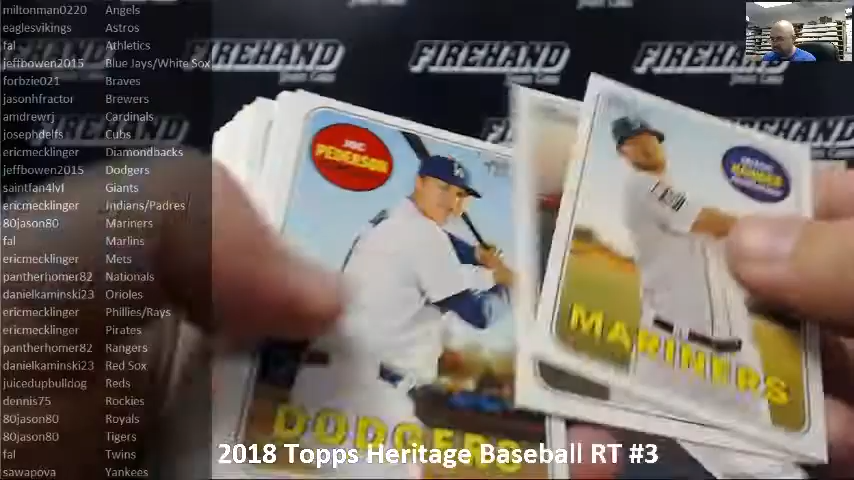 miltonman0220 Angels
eaglesvikings Astros
fal Athletics
jeffbowen2015 Blue Jays/White Sox
forbzie021 Braves
jasonhfractor Brewers
amdrewrj Cardinals
josephdelfs Cubs
ericmecklinger Diamondbacks
jeffbowen2015 Dodgers
saintfan4lvl Giants
ericmecklinger Indians/Padres
80jason80 Mariners
fal Marlins
ericmecklinger Mets
pantherhomer82 Nationals
danielkaminski23 Orioles
ericmecklinger Phillies/Rays
ericmecklinger Pirates
pantherhomer82 Rangers
danielkaminski23 Red Sox
juicedupbulldog Reds
dennis75 Rockies
80jason80 Royals
80jason80 Tigers
fal Twins
sawapova Yankees
FIREHAND
FIREHAND
FIREHAND
JOC
PEDERSON
DODGERS
HANIGER
MARINERS
2018 Topps Heritage Baseball RT #3